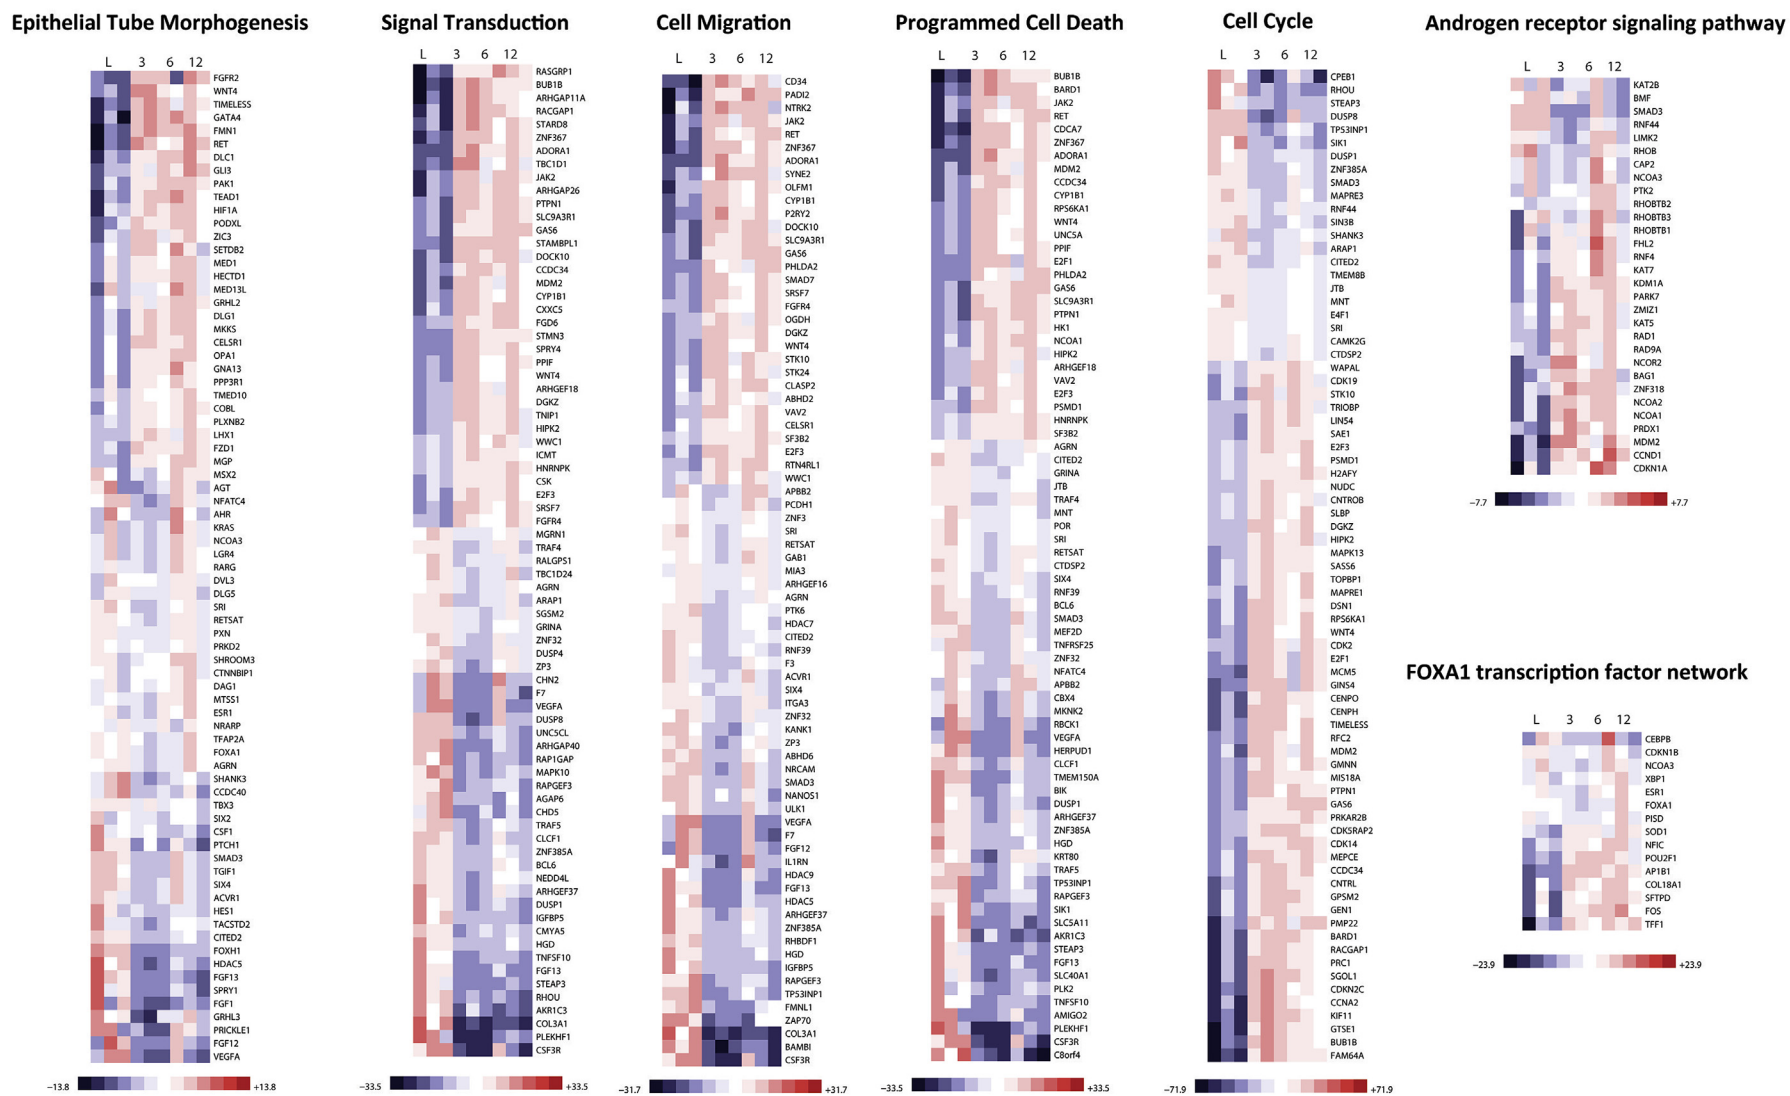 Epithelial Tube Morphogenesis
L 3 6 12
FGFR2
WNT4
TIMELESS
GATA4
FMN1
RET
DLC1
GLI3
PAK1
TEAD1
HIF1A
PODXL
ZIC3
SETDB2
MED1
HECTD1
MED13L
GRHL2
DLG1
MKKS
CELSR1
OPA1
GNA13
PPP3R1
TMED10
COBL
PLXNB2
LHX1
FZD1
MGP
MSX2
AGT
NFATC4
AHR
KRAS
NCOA3
LGR4
RARG
DVL3
DLG5
SRI
RETSAT
PXN
PRKD2
SHROOM3
CTNNBIP1
DAG1
MTSS1
ESR1
NRARP
TFAP2A
FOXA1
AGRN
SHANK3
CCDC40
TBX3
SIX2
CSF1
PTCH1
SMAD3
TGIF1
SIX4
ACVR1
HES1
TACSTD2
CITED2
FOXH1
HDAC5
FGF13
SPRY1
FGF1
GRHL3
PRICKLE1
FGF12
VEGFA
−13.8 +13.8
Signal Transduction
L 3 6 12
RASGRP1
BUB1B
ARHGAP11A
RACGAP1
STARD8
ZNF367
ADORA1
TBC1D1
JAK2
ARHGAP26
PTPN1
SLC9A3R1
GAS6
STAMBPL1
DOCK10
CCDC34
MDM2
CYP1B1
CXXC5
FGD6
STMN3
SPRY4
PPIF
WNT4
ARHGEF18
DGKZ
TNIP1
HIPK2
WWC1
ICMT
HNRNPK
CSK
E2F3
SRSF7
FGFR4
MGRN1
TRAF4
RALGPS1
TBC1D24
AGRN
ARAP1
SGSM2
GRINA
ZNF32
DUSP4
ZP3
CHN2
F7
VEGFA
DUSP8
UNC5CL
ARHGAP40
RAP1GAP
MAPK10
RAPGEF3
AGAP6
CHD5
TRAF5
CLCF1
ZNF385A
BCL6
NEDD4L
ARHGEF37
DUSP1
IGFBP5
CMYA5
HGD
TNFSF10
FGF13
STEAP3
RHOU
AKR1C3
COL3A1
PLEKHF1
CSF3R
−33.5 +33.5
Cell Migration
L 3 6 12
CD34
PADI2
NTRK2
JAK2
RET
ZNF367
ADORA1
SYNE2
OLFM1
CYP1B1
P2RY2
DOCK10
SLC9A3R1
GAS6
PHLDA2
SMAD7
SRSF7
FGFR4
OGDH
DGKZ
WNT4
STK10
STK24
CLASP2
ABHD2
VAV2
CELSR1
SF3B2
E2F3
RTN4RL1
WWC1
APBB2
PCDH1
ZNF3
SRI
RETSAT
GAB1
MIA3
ARHGEF16
AGRN
PTK6
HDAC7
CITED2
RNF39
F3
ACVR1
SIX4
ITGA3
ZNF32
KANK1
ZP3
ABHD6
NRCAM
SMAD3
NANOS1
ULK1
VEGFA
F7
FGF12
IL1RN
HDAC9
FGF13
HDAC5
ARHGEF37
ZNF385A
RHBDF1
HGD
IGFBP5
RAPGEF3
TP53INP1
FMNL1
ZAP70
COL3A1
BAMBI
CSF3R
−31.7 +31.7
Programmed Cell Death
L 3 6 12
BUB1B
BARD1
JAK2
RET
CDCA7
ZNF367
ADORA1
MDM2
CCDC34
CYP1B1
RPS6KA1
WNT4
UNC5A
PPIF
E2F1
PHLDA2
GAS6
SLC9A3R1
PTPN1
HK1
NCOA1
HIPK2
ARHGEF18
VAV2
E2F3
PSMD1
HNRNPK
SF3B2
AGRN
CITED2
GRINA
JTB
TRAF4
MNT
POR
SRI
RETSAT
CTDSP2
SIX4
RNF39
BCL6
SMAD3
MEF2D
TNFRSF25
ZNF32
NFATC4
APBB2
CBX4
MKNK2
RBCK1
VEGFA
HERPUD1
CLCF1
TMEM150A
BIK
DUSP1
ARHGEF37
ZNF385A
HGD
KRT80
TRAF5
TP53INP1
RAPGEF3
SIK1
SLC5A11
AKR1C3
STEAP3
FGF13
SLC40A1
PLK2
TNFSF10
AMIGO2
PLEKHF1
CSF3R
C8orf4
−33.5 +33.5
Cell Cycle
L 3 6 12
CPEB1
RHOU
STEAP3
DUSP8
TP53INP1
SIK1
DUSP1
ZNF385A
SMAD3
MAPRE3
RNF44
SIN3B
SHANK3
ARAP1
CITED2
TMEM8B
JTB
MNT
E4F1
SRI
CAMK2G
CTDSP2
WAPAL
CDK19
STK10
TRIOBP
LIN54
SAE1
E2F3
PSMD1
H2AFY
NUDC
CNTROB
SLBP
DGKZ
HIPK2
MAPK13
SASS6
TOPBP1
MAPRE1
DSN1
RPS6KA1
WNT4
CDK2
E2F1
MCM5
GINS4
CENPO
CENPH
TIMELESS
RFC2
MDM2
GMNN
MIS18A
PTPN1
GAS6
PRKAR2B
CDK5RAP2
CDK14
MEPCE
CCDC34
CNTRL
GPSM2
GEN1
PMP22
BARD1
RACGAP1
PRC1
SGOL1
CDKN2C
CCNA2
KIF11
GTSE1
BUB1B
FAM64A
−71.9 +71.9
Androgen receptor signaling pathway
L 3 6 12
KAT2B
BMF
SMAD3
RNF44
LIMK2
RHOB
CAP2
NCOA3
PTK2
RHOBTB2
RHOBTB3
RHOBTB1
FHL2
RNF4
KAT7
KDM1A
PARK7
ZMIZ1
KAT5
RAD1
RAD9A
NCOR2
BAG1
ZNF318
NCOA2
NCOA1
PRDX1
MDM2
CCND1
CDKN1A
−7.7 +7.7
FOXA1 transcription factor network
L 3 6 12
CEBPB
CDKN1B
NCOA3
XBP1
ESR1
FOXA1
PISD
SOD1
NFIC
POU2F1
AP1B1
COL18A1
SFTPD
FOS
TFF1
−23.9 +23.9